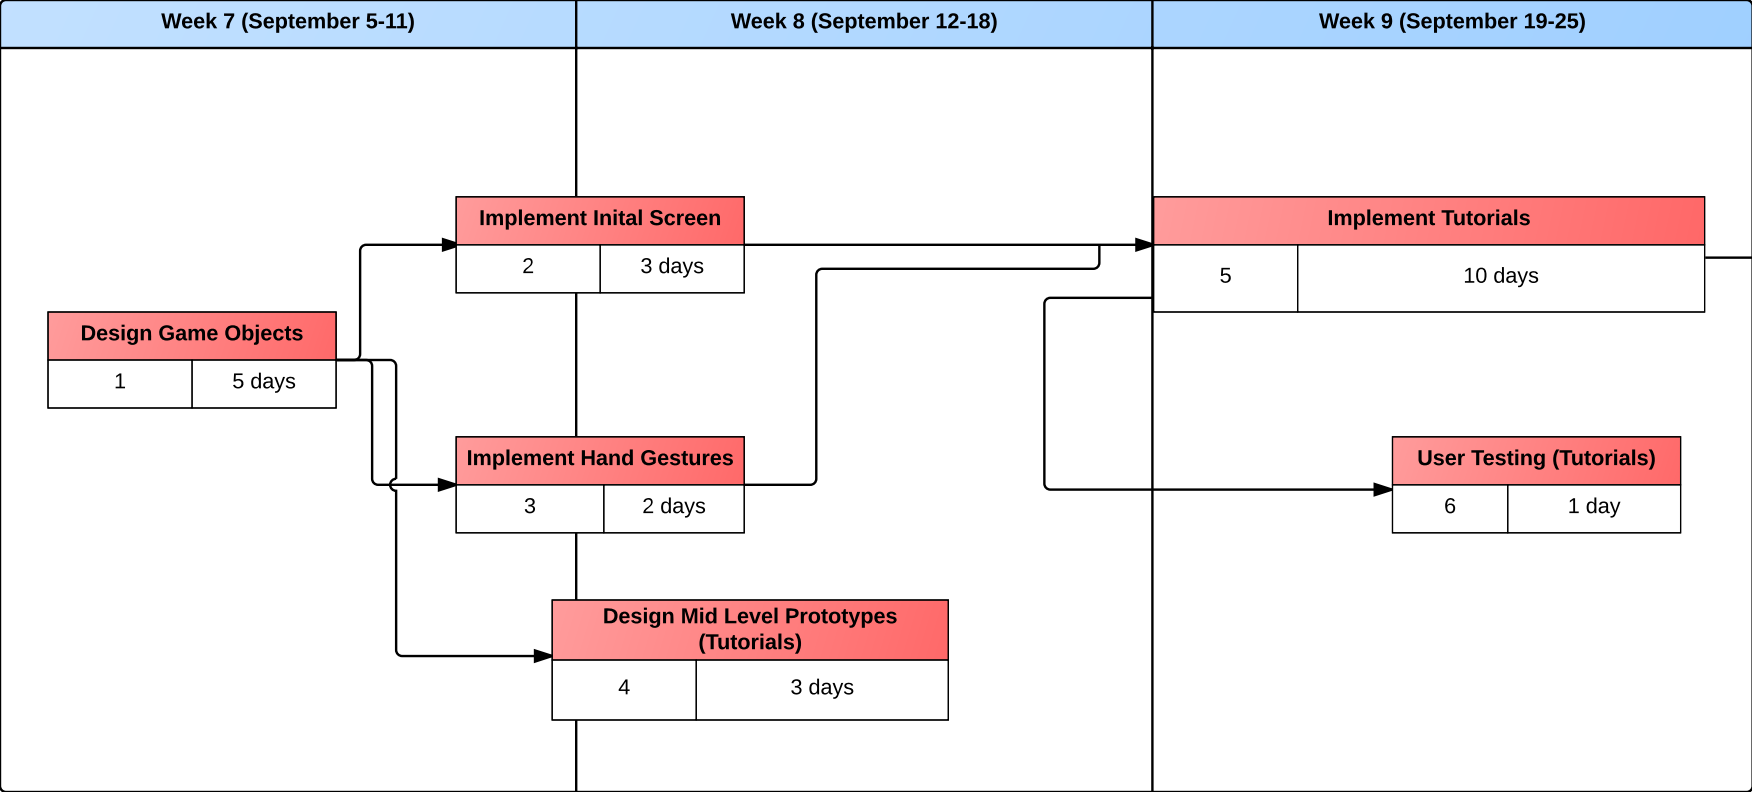 Week 7 (September 5-11)
Week 8 (September 12-18)
Week 9 (September 19-25)
Implement Inital Screen
2
3 days
Implement Tutorials
5
10 days
Design Game Objects
1
5 days
Implement Hand Gestures
3
2 days
User Testing (Tutorials)
6
1 day
Design Mid Level Prototypes
(Tutorials)
4
3 days